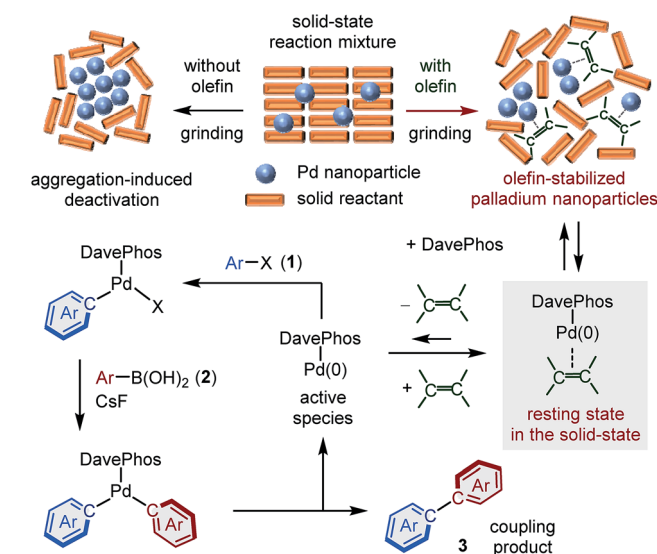 solid-state
reaction mixture
without
olefin
grinding
with
olefin
grinding
C
C
C
C
C
C
Pd nanoparticle
solid reactant
aggregation-induced
deactivation
olefin-stabilized
palladium nanoparticles
+ DavePhos
DavePhos
Pd
X
C
Ar
Ar–X (1)
DavePhos
Pd(0)
active
species
– C=C
+ C=C
DavePhos
Pd(0)
C=C
resting state
in the solid-state
Ar–B(OH)2 (2)
CsF
DavePhos
Pd
C
C
Ar
Ar
Ar
C
C
Ar
3
coupling
product